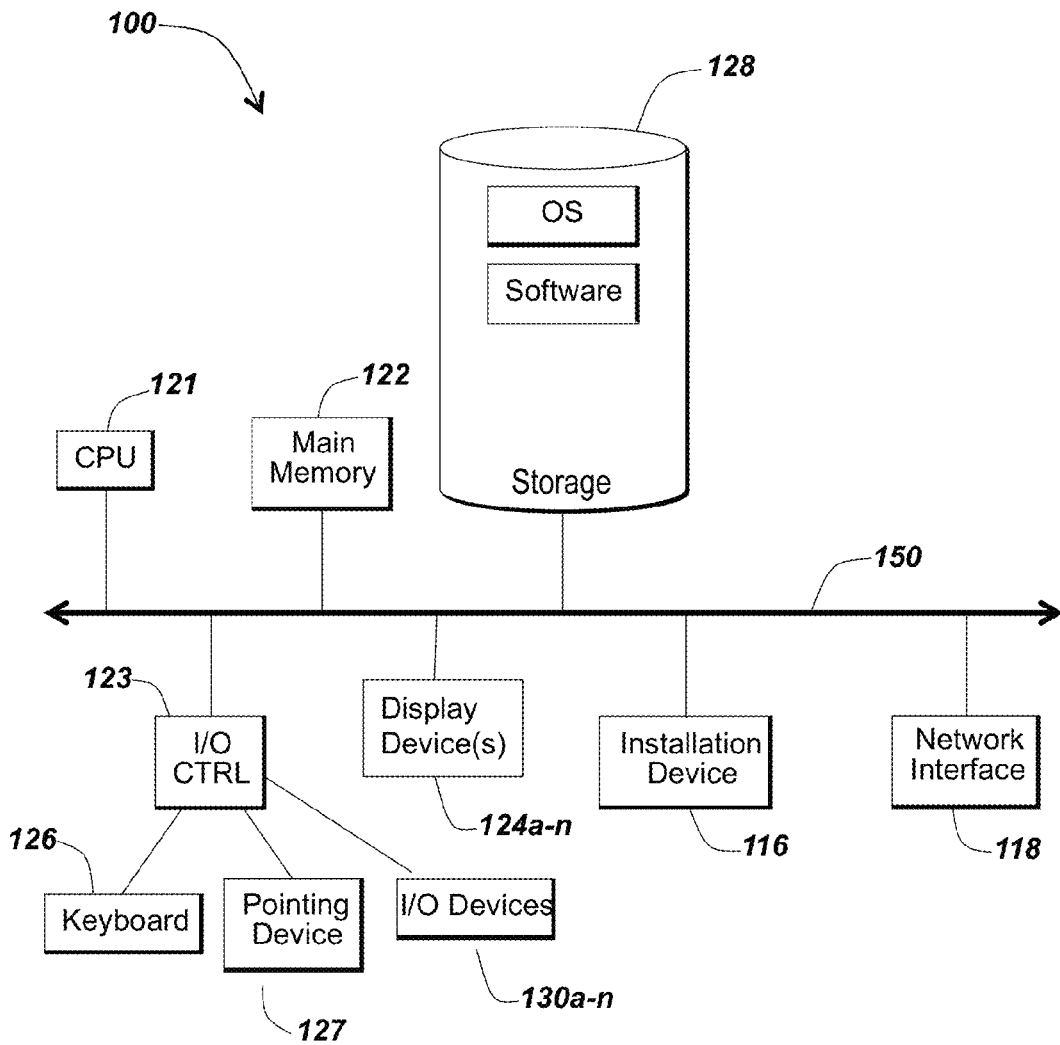 100
128
OS
Software
121
122
CPU
Main
Memory
Storage
150
123
I/O
CTRL
Display
Device(s)
Installation
Device
Network
Interface
124a-n
116
118
126
Keyboard
Pointing
Device
I/O Devices
127
130a-n